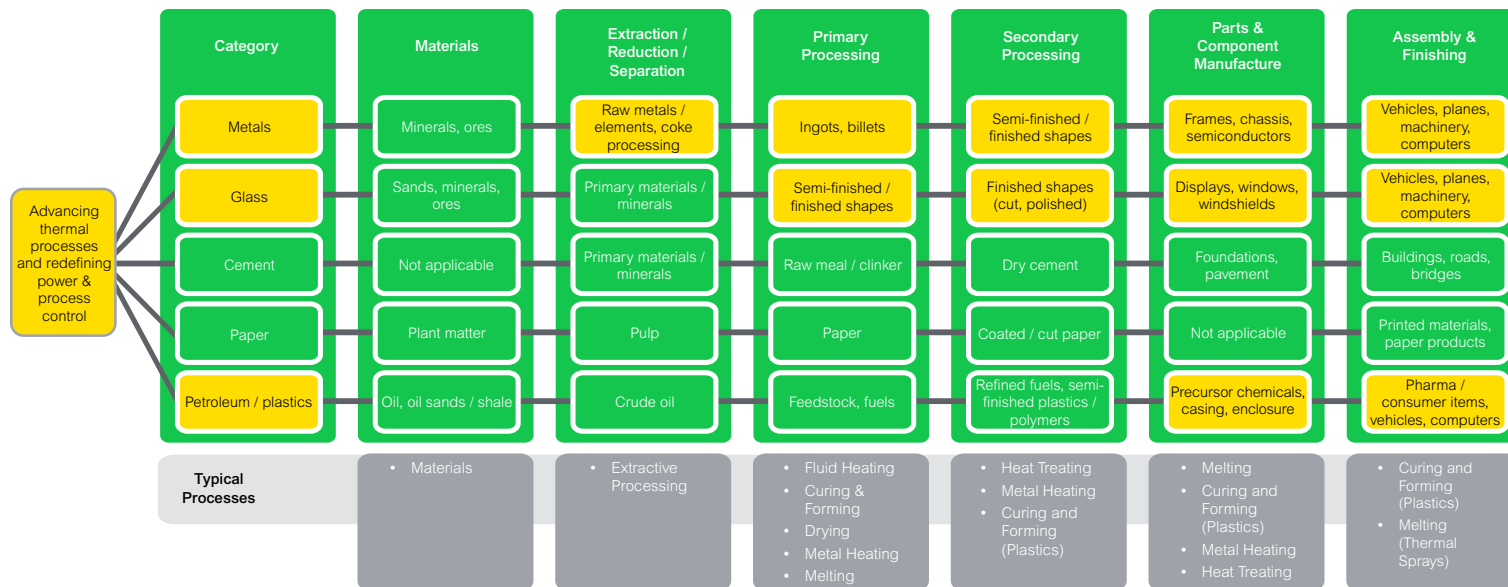 Category
Materials
Extraction /
Reduction /
Separation
Primary
Processing
Secondary
Processing
Parts &
Component
Manufacture
Assembly &
Finishing
Advancing
thermal
processes
and redefining
power &
process
control
Metals
Minerals, ores
Raw metals /
elements, coke
processing
Ingots, billets
Semi-finished /
finished shapes
Frames, chassis,
semiconductors
Vehicles, planes,
machinery,
computers
Glass
Sands, minerals,
ores
Primary materials /
minerals
Semi-finished /
finished shapes
Finished shapes
(cut, polished)
Displays, windows,
windshields
Vehicles, planes,
machinery,
computers
Cement
Not applicable
Primary materials /
minerals
Raw meal / clinker
Dry cement
Foundations,
pavement
Buildings, roads,
bridges
Paper
Plant matter
Pulp
Paper
Coated / cut paper
Not applicable
Printed materials,
paper products
Petroleum / plastics
Oil, oil sands / shale
Crude oil
Feedstock, fuels
Refined fuels, semi-
finished plastics /
polymers
Precursor chemicals,
casing, enclosure
Pharma /
consumer items,
vehicles, computers
Typical
Processes
• Materials
• Extractive
Processing
• Fluid Heating
• Curing &
Forming
• Drying
• Metal Heating
• Melting
• Heat Treating
• Metal Heating
• Curing and
Forming
(Plastics)
• Melting
• Curing and
Forming
(Plastics)
• Metal Heating
• Heat Treating
• Curing and
Forming
(Plastics)
• Melting
(Thermal
Sprays)